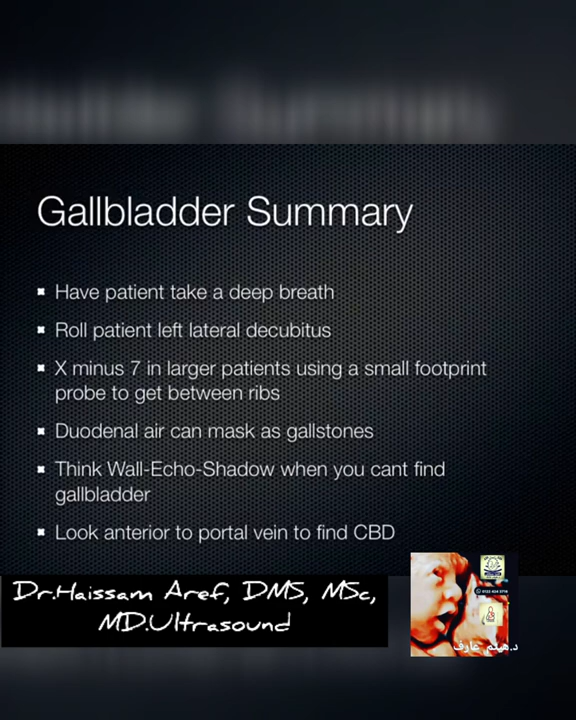 Gallbladder Summary
Have patient take a deep breath
Roll patient left lateral decubitus
X minus 7 in larger patients using a small footprint
probe to get between ribs
Duodenal air can mask as gallstones
Think Wall-Echo-Shadow when you cant find
gallbladder
Look anterior to portal vein to find CBD
Dr.Haissam Aref, DMS, MSc,
MD.Ultrasound
د.هيثم عارف